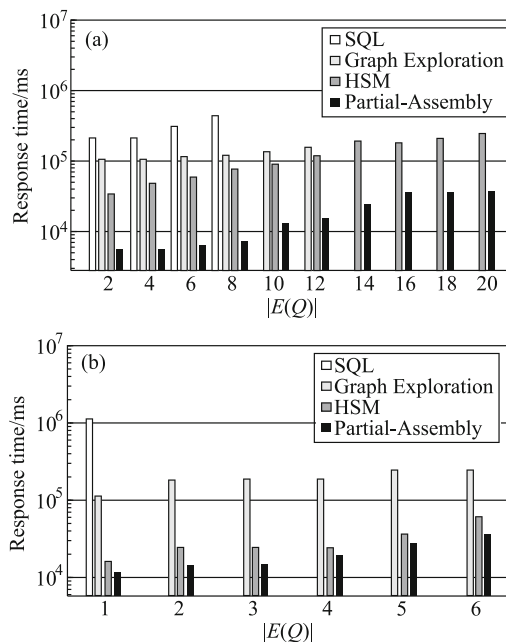 (a)
SQL
Graph Exploration
HSM
Partial-Assembly
Response time/ms
10^7
10^6
10^5
10^4
2 4 6 8 10 12 14 16 18 20
|E(Q)|
(b)
SQL
Graph Exploration
HSM
Partial-Assembly
Response time/ms
10^7
10^6
10^5
10^4
1 2 3 4 5 6
|E(Q)|